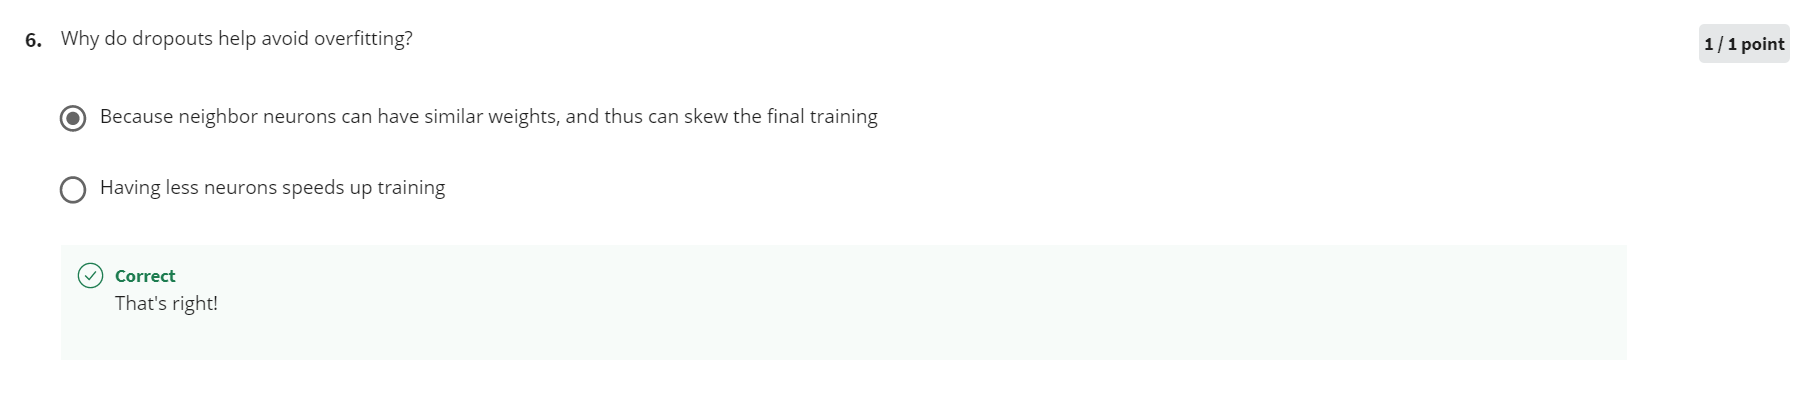 6. Why do dropouts help avoid overfitting?
1 / 1 point
Because neighbor neurons can have similar weights, and thus can skew the final training
Having less neurons speeds up training
Correct
That's right!